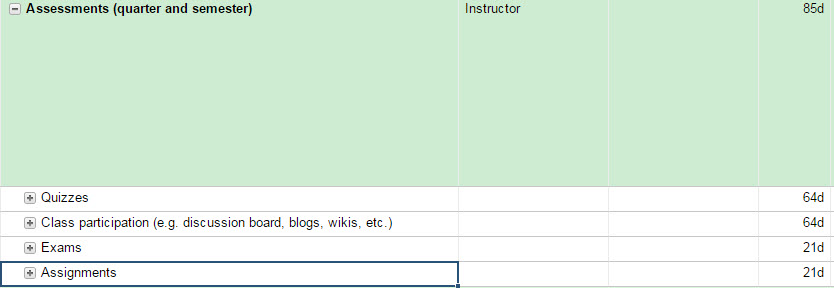 Assessments (quarter and semester) Instructor 85d
Quizzes 64d
Class participation (e.g. discussion board, blogs, wikis, etc.) 64d
Exams 21d
Assignments 21d